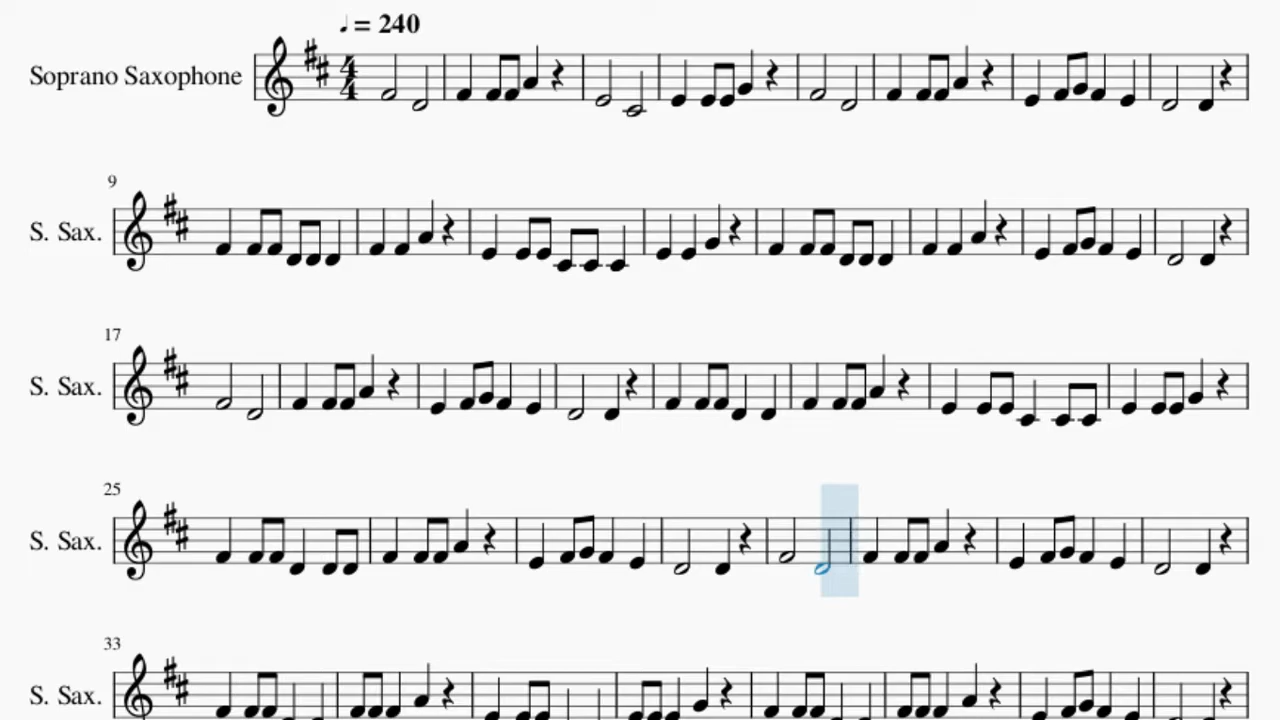 ♩ = 240
Soprano Saxophone
4
4
9
S. Sax.
17
S. Sax.
25
S. Sax.
33
S. Sax.